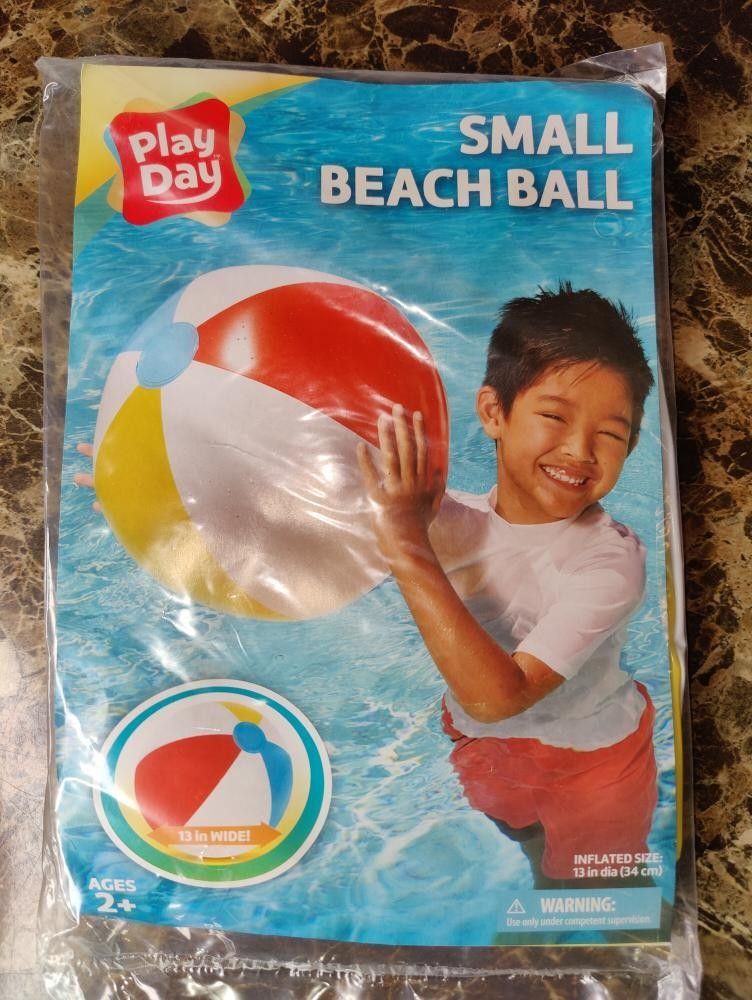 Play
Day™
SMALL
BEACH BALL
13 in WIDE!
AGES
2+
INFLATED SIZE:
13 in dia (34 cm)
⚠ WARNING:
Use only under competent supervision.